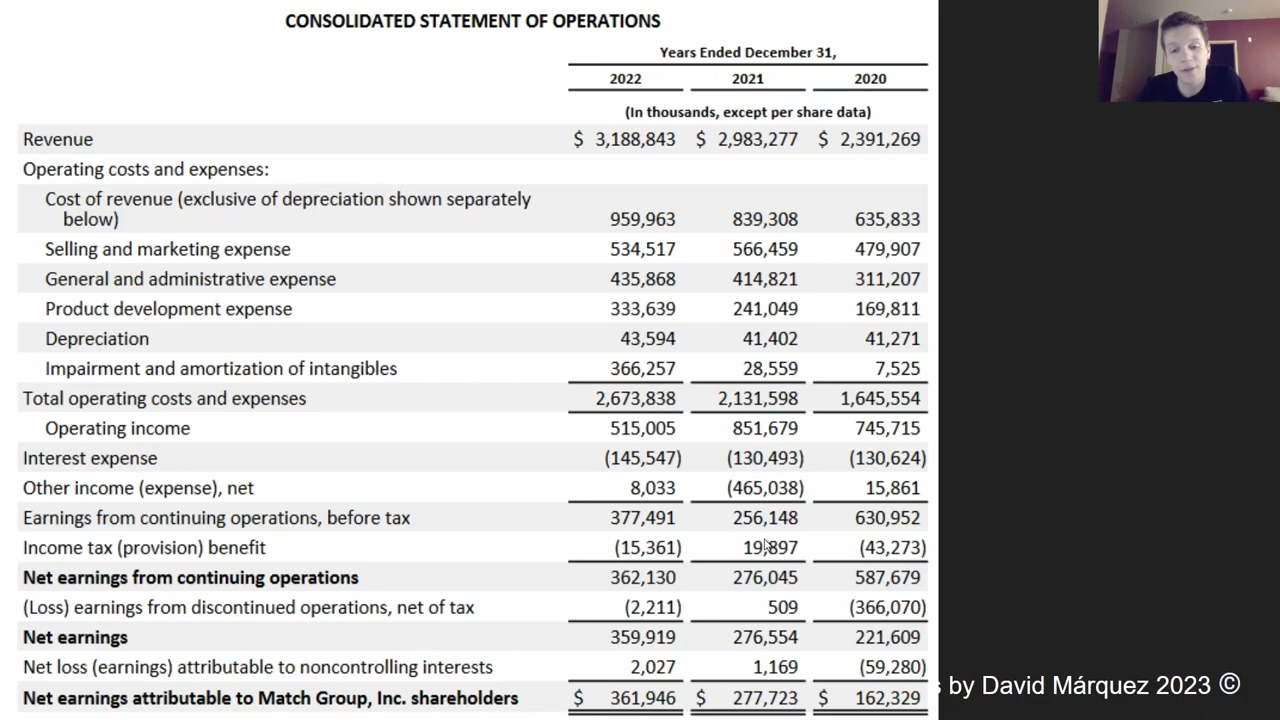 CONSOLIDATED STATEMENT OF OPERATIONS
Years Ended December 31,
2022 2021 2020
(In thousands, except per share data)
Revenue $ 3,188,843 $ 2,983,277 $ 2,391,269
Operating costs and expenses:
Cost of revenue (exclusive of depreciation shown separately
below) 959,963 839,308 635,833
Selling and marketing expense 534,517 566,459 479,907
General and administrative expense 435,868 414,821 311,207
Product development expense 333,639 241,049 169,811
Depreciation 43,594 41,402 41,271
Impairment and amortization of intangibles 366,257 28,559 7,525
Total operating costs and expenses 2,673,838 2,131,598 1,645,554
Operating income 515,005 851,679 745,715
Interest expense (145,547) (130,493) (130,624)
Other income (expense), net 8,033 (465,038) 15,861
Earnings from continuing operations, before tax 377,491 256,148 630,952
Income tax (provision) benefit (15,361) 19,897 (43,273)
Net earnings from continuing operations 362,130 276,045 587,679
(Loss) earnings from discontinued operations, net of tax (2,211) 509 (366,070)
Net earnings 359,919 276,554 221,609
Net loss (earnings) attributable to noncontrolling interests 2,027 1,169 (59,280)
Net earnings attributable to Match Group, Inc. shareholders $ 361,946 $ 277,723 $ 162,329
s by David Márquez 2023 ©